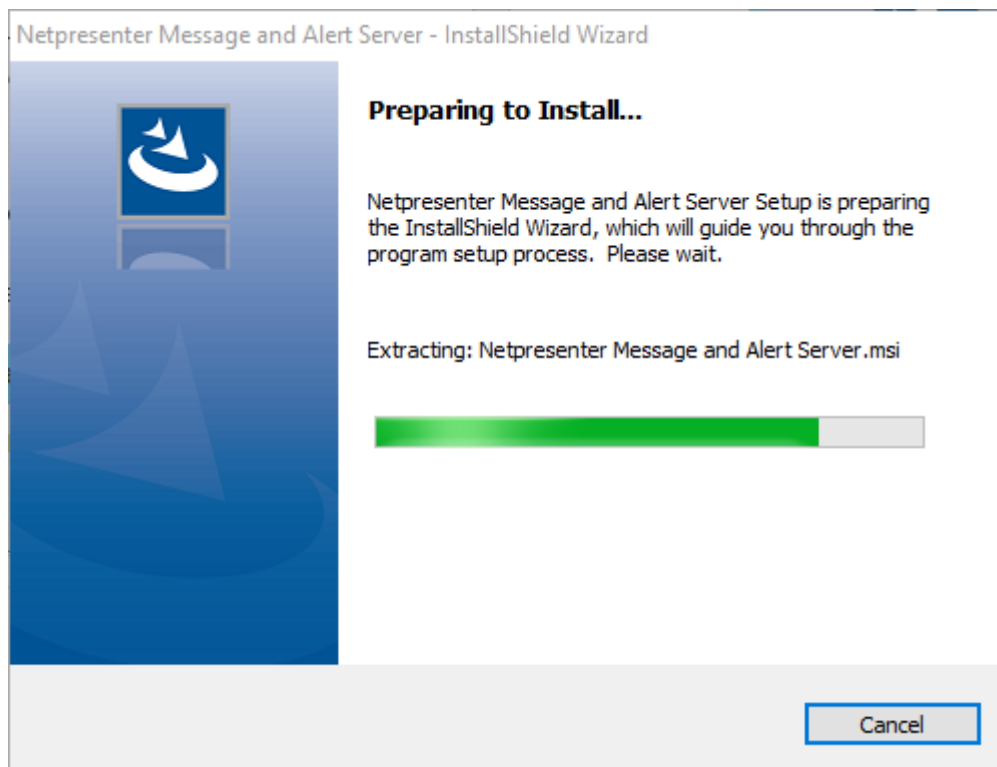 Netpresenter Message and Alert Server - InstallShield Wizard
Preparing to Install...
Netpresenter Message and Alert Server Setup is preparing
the InstallShield Wizard, which will guide you through the
program setup process.  Please wait.
Extracting: Netpresenter Message and Alert Server.msi
Cancel